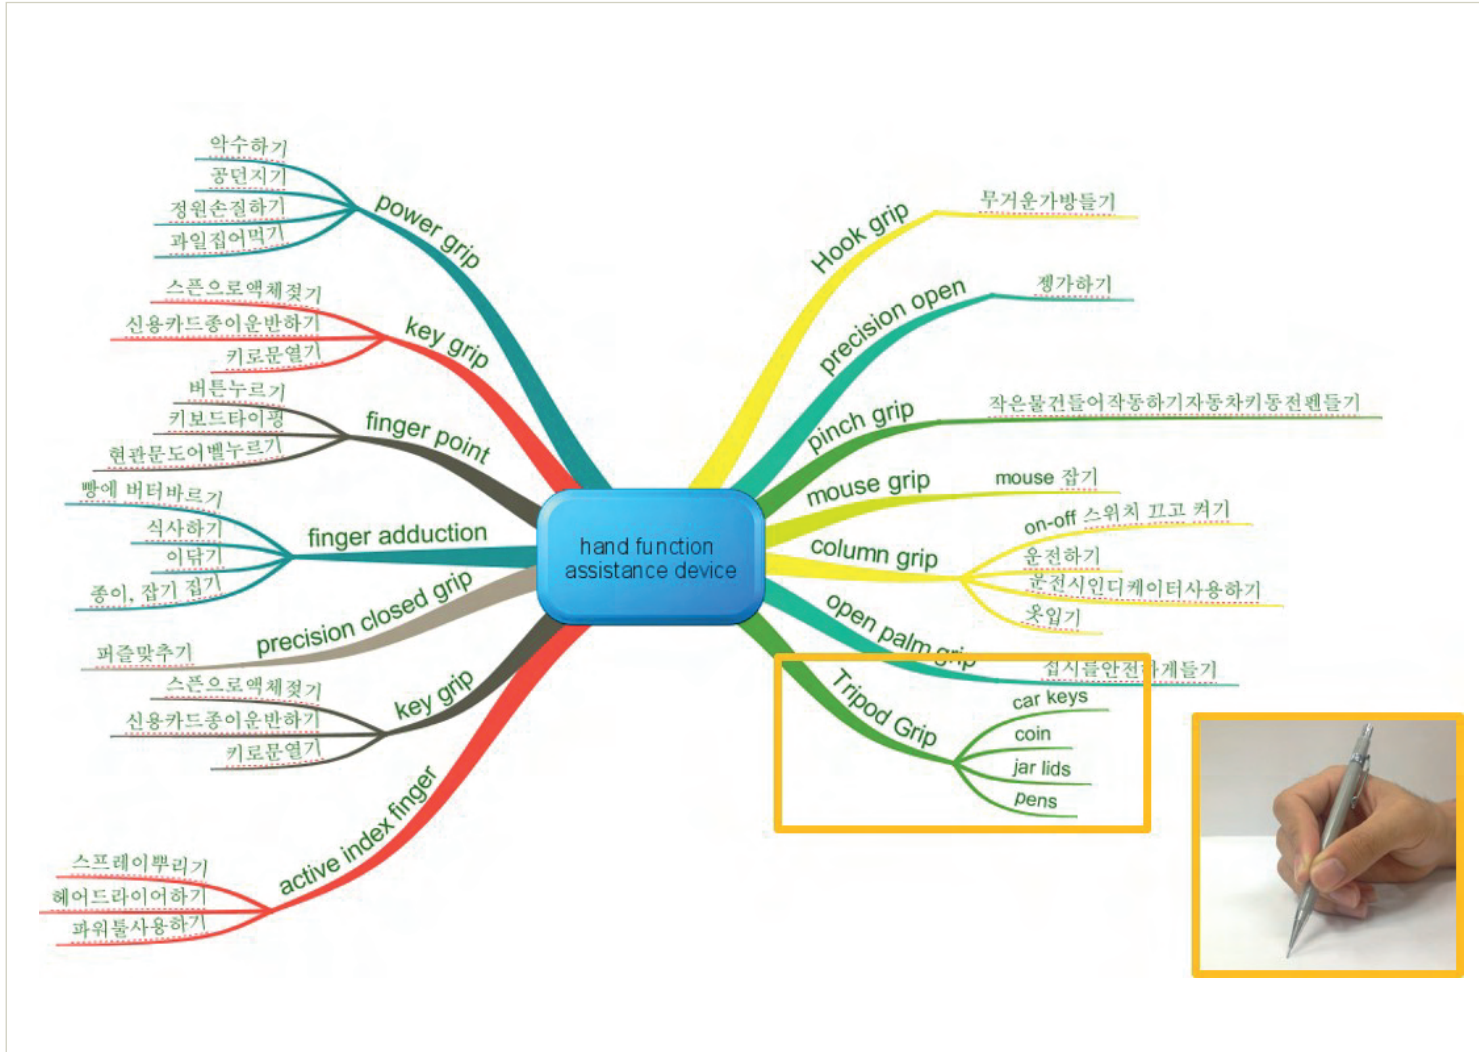 악수하기
공던지기
정원손질하기
과일집어먹기
power grip
스픈으로액체젖기
신용카드종이운반하기
키로문열기
key grip
버튼누르기
키보드타이핑
현관문도어벨누르기
finger point
빵에 버터바르기
식사하기
이닦기
종이, 잡기 집기
finger adduction
퍼즐맞추기
precision closed grip
스픈으로액체젖기
신용카드종이운반하기
키로문열기
key grip
스프레이뿌리기
헤어드라이어하기
파워툴사용하기
active index finger
hand function
assistance device
Hook grip
무거운가방들기
precision open
젱가하기
pinch grip
작은물건들어작동하기자동차키동전펜들기
mouse grip
mouse 잡기
column grip
on-off 스위치 끄고 켜기
운전하기
운전시인디케이터사용하기
옷입기
open palm grip
접시를안전하게들기
Tripod Grip
car keys
coin
jar lids
pens